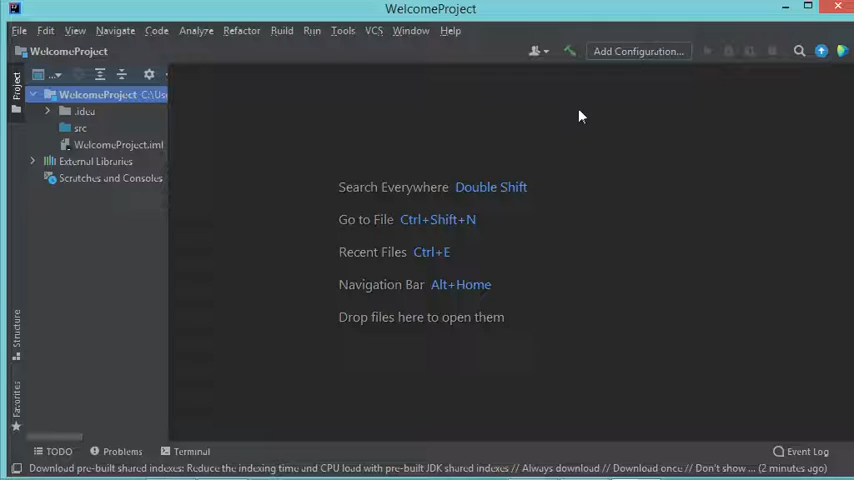 WelcomeProject
File Edit View Navigate Code Analyze Refactor Build Run Tools VCS Window Help
WelcomeProject
Add Configuration...
Project
...
WelcomeProject C:\Use
.idea
src
WelcomeProject.iml
External Libraries
Scratches and Consoles
Search Everywhere Double Shift
Go to File Ctrl+Shift+N
Recent Files Ctrl+E
Navigation Bar Alt+Home
Drop files here to open them
Structure
Favorites
TODO Problems Terminal Event Log
Download pre-built shared indexes: Reduce the indexing time and CPU load with pre-built JDK shared indexes // Always download // Download once // Don't show ... (2 minutes ago)